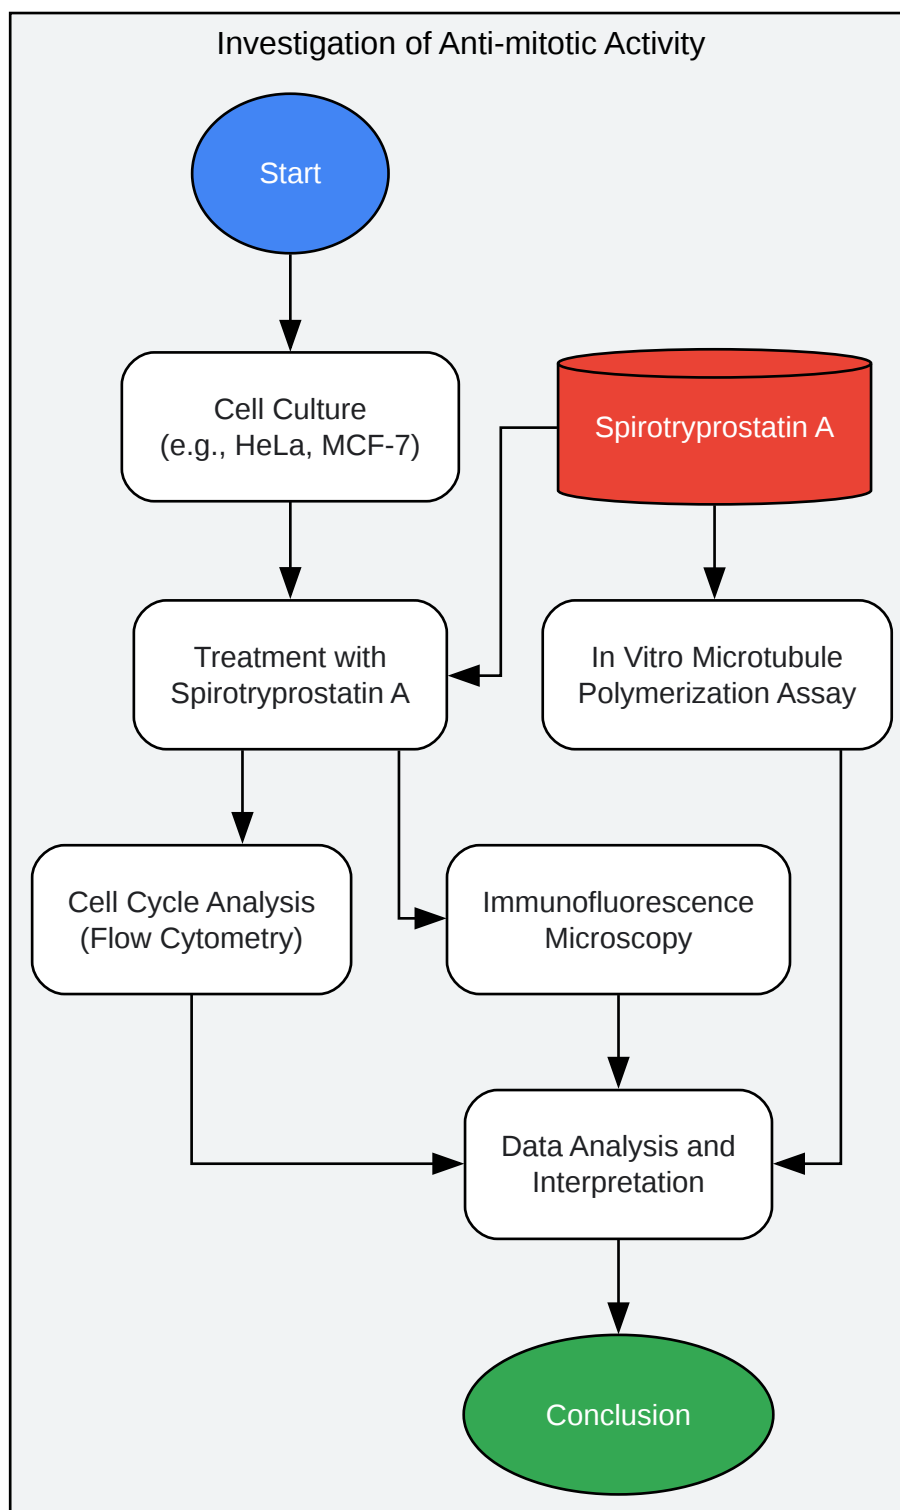 Investigation of Anti-mitotic Activity
Start
Cell Culture
(e.g., HeLa, MCF-7)
Spirotryprostatin A
Treatment with
Spirotryprostatin A
In Vitro Microtubule
Polymerization Assay
Cell Cycle Analysis
(Flow Cytometry)
Immunofluorescence
Microscopy
Data Analysis and
Interpretation
Conclusion